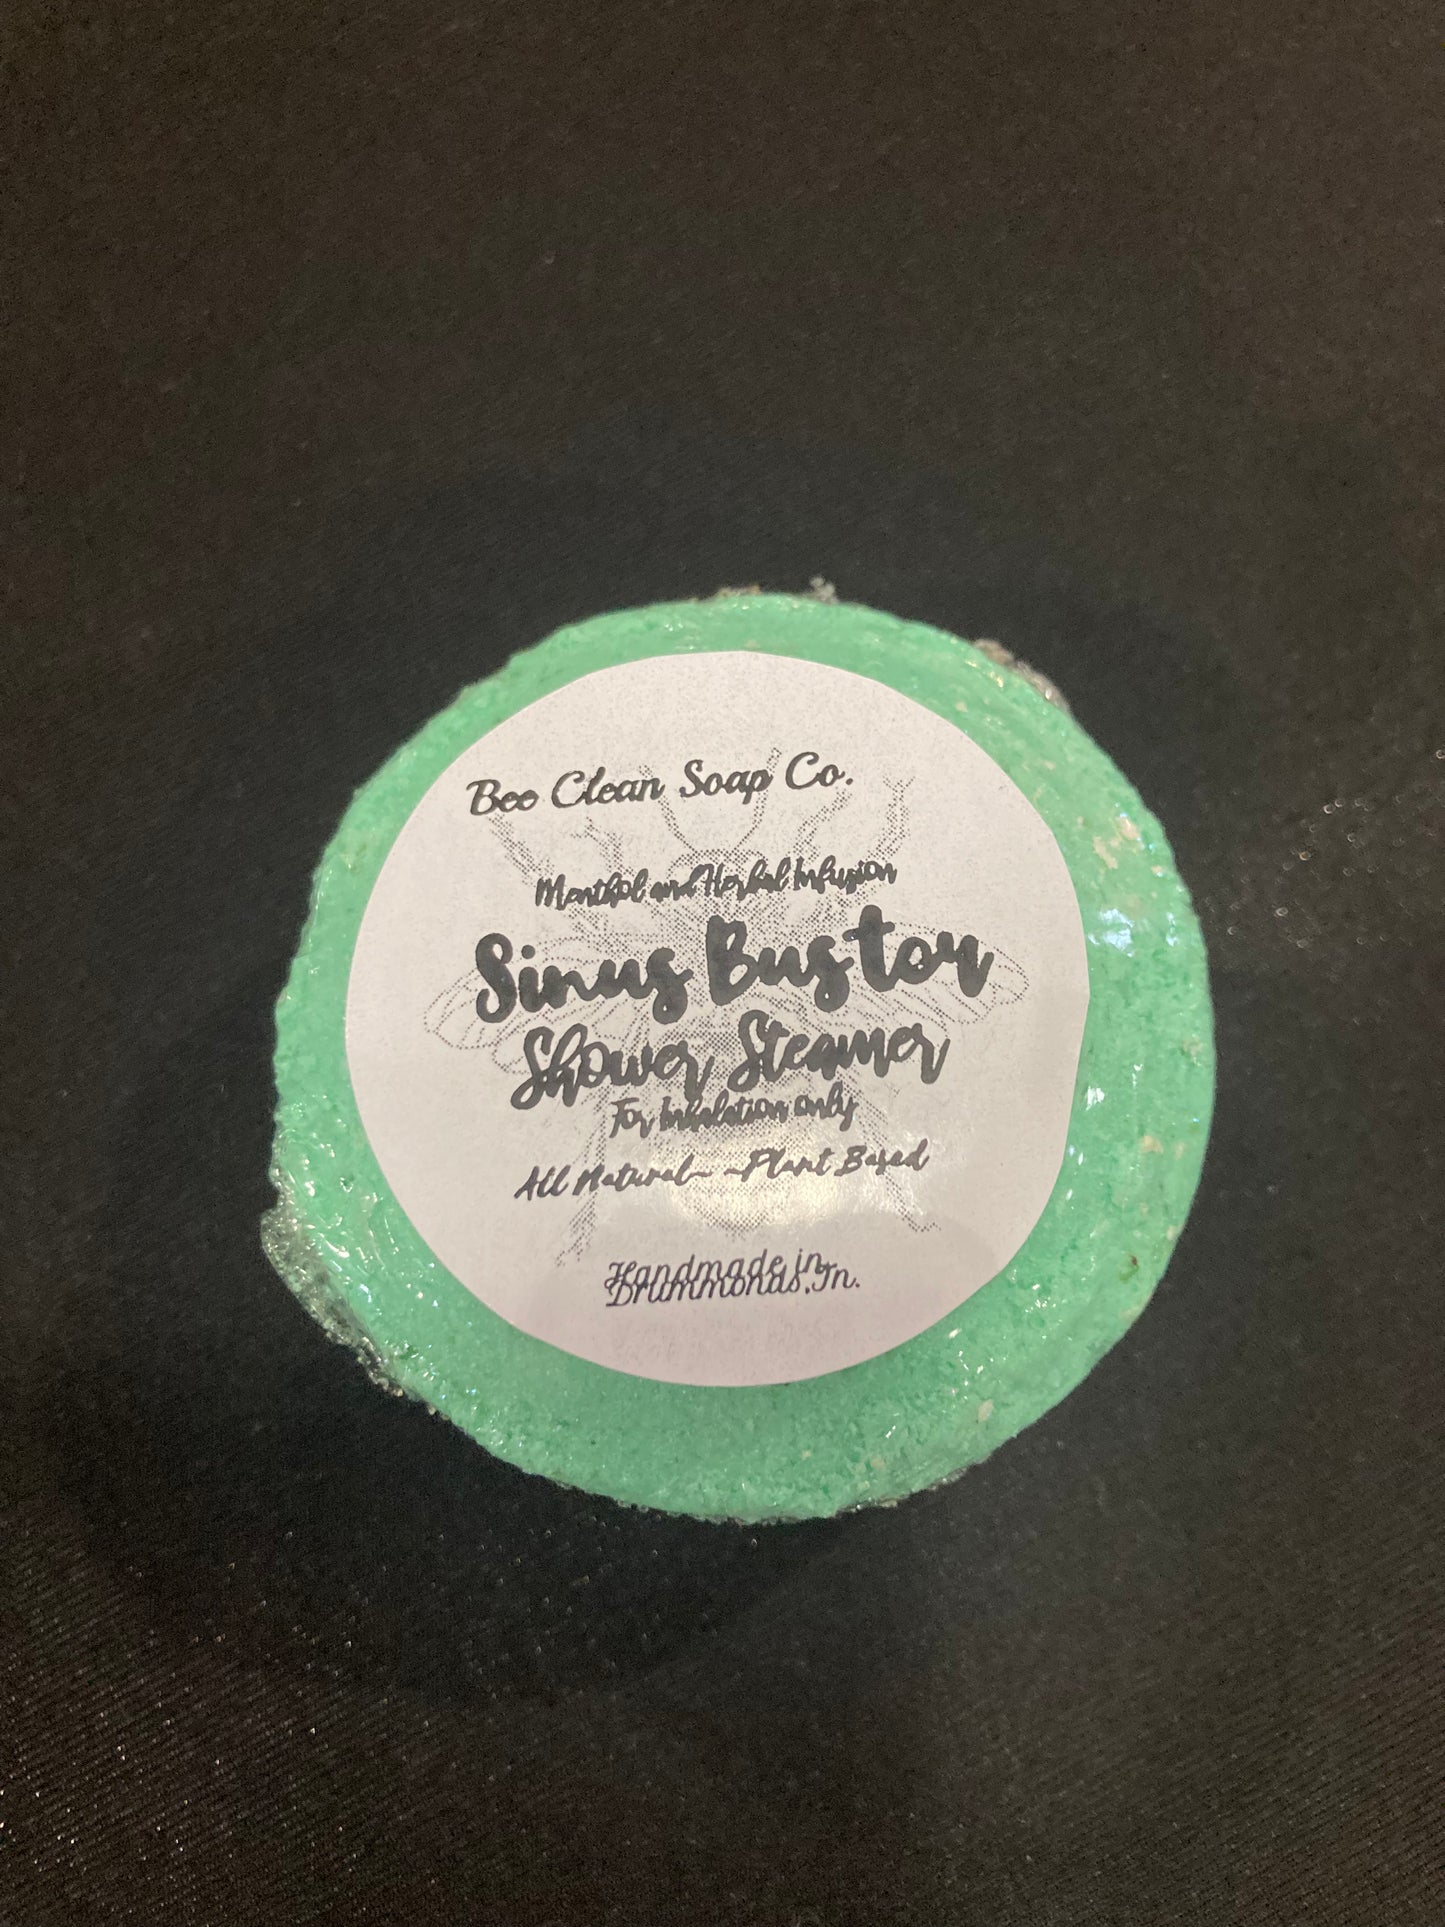 Bee Clean Soap Co.
Menthol and Herbal Infusion
Sinus Bustor
Shower Steamer
For Inhalation only
All Natural~ ~Plant Based
Handmade in
Drummonds,Tn.